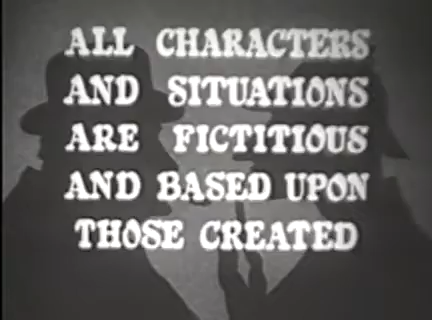 ALL CHARACTERS
AND SITUATIONS
ARE FICTITIOUS
AND BASED UPON
THOSE CREATED